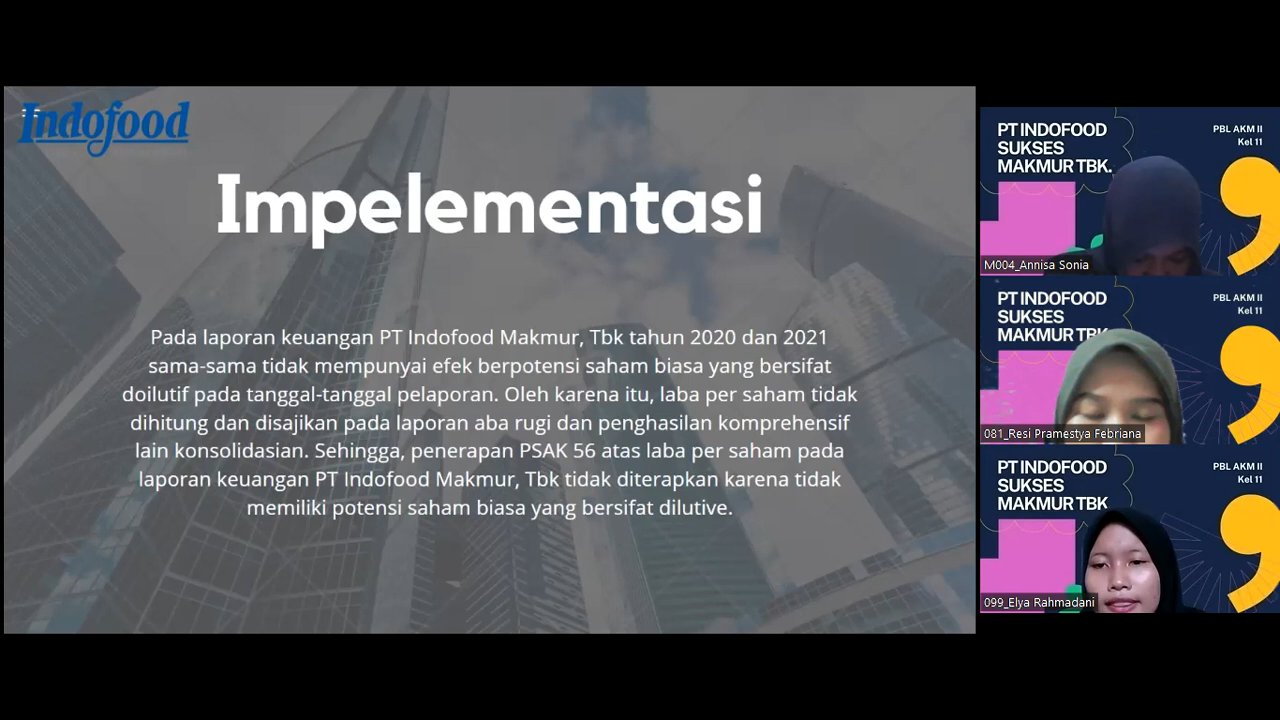 Indofood
Impelementasi
Pada laporan keuangan PT Indofood Makmur, Tbk tahun 2020 dan 2021
sama-sama tidak mempunyai efek berpotensi saham biasa yang bersifat
doilutif pada tanggal-tanggal pelaporan. Oleh karena itu, laba per saham tidak
dihitung dan disajikan pada laporan aba rugi dan penghasilan komprehensif
lain konsolidasian. Sehingga, penerapan PSAK 56 atas laba per saham pada
laporan keuangan PT Indofood Makmur, Tbk tidak diterapkan karena tidak
memiliki potensi saham biasa yang bersifat dilutive.
PT INDOFOOD
SUKSES
MAKMUR TBK.
PBL AKM II
Kel 11
M004_Annisa Sonia
PT INDOFOOD
SUKSES
MAKMUR TBK
PBL AKM II
Kel 11
081_Resi Pramestya Febriana
PT INDOFOOD
SUKSES
MAKMUR TBK
PBL AKM II
Kel 11
099_Elya Rahmadani